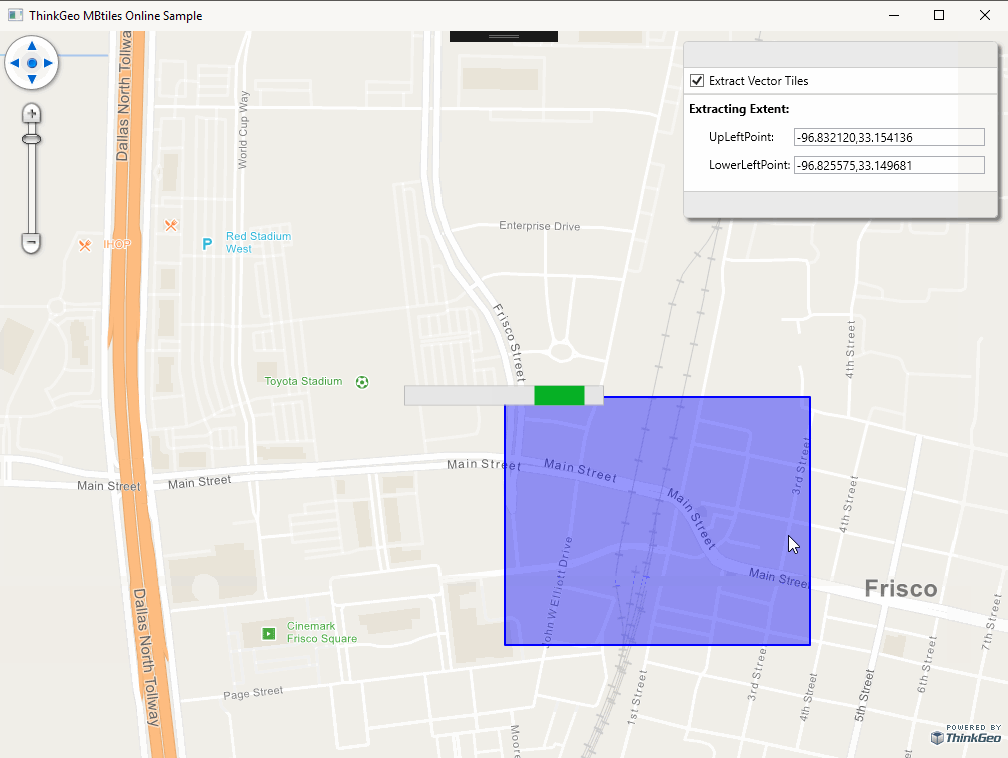 ThinkGeo MBtiles Online Sample
Extract Vector Tiles
Extracting Extent:
UpLeftPoint:
-96.832120,33.154136
LowerLeftPoint:
-96.825575,33.149681
Dallas North Tollway
World Cup Way
Enterprise Drive
IHOP
P
Red Stadium
West
Frisco Street
4th Street
Toyota Stadium
Main Street
Main Street
Main Street
Main Street
Main Street
Main Street
3rd Street
4th Street
John W Elliott Drive
Frisco
Dallas North Tollway
Cinemark
Frisco Square
Page Street
1st Street
3rd Street
4th Street
5th Street
6th Street
7th Street
Moore
POWERED BY
ThinkGeo